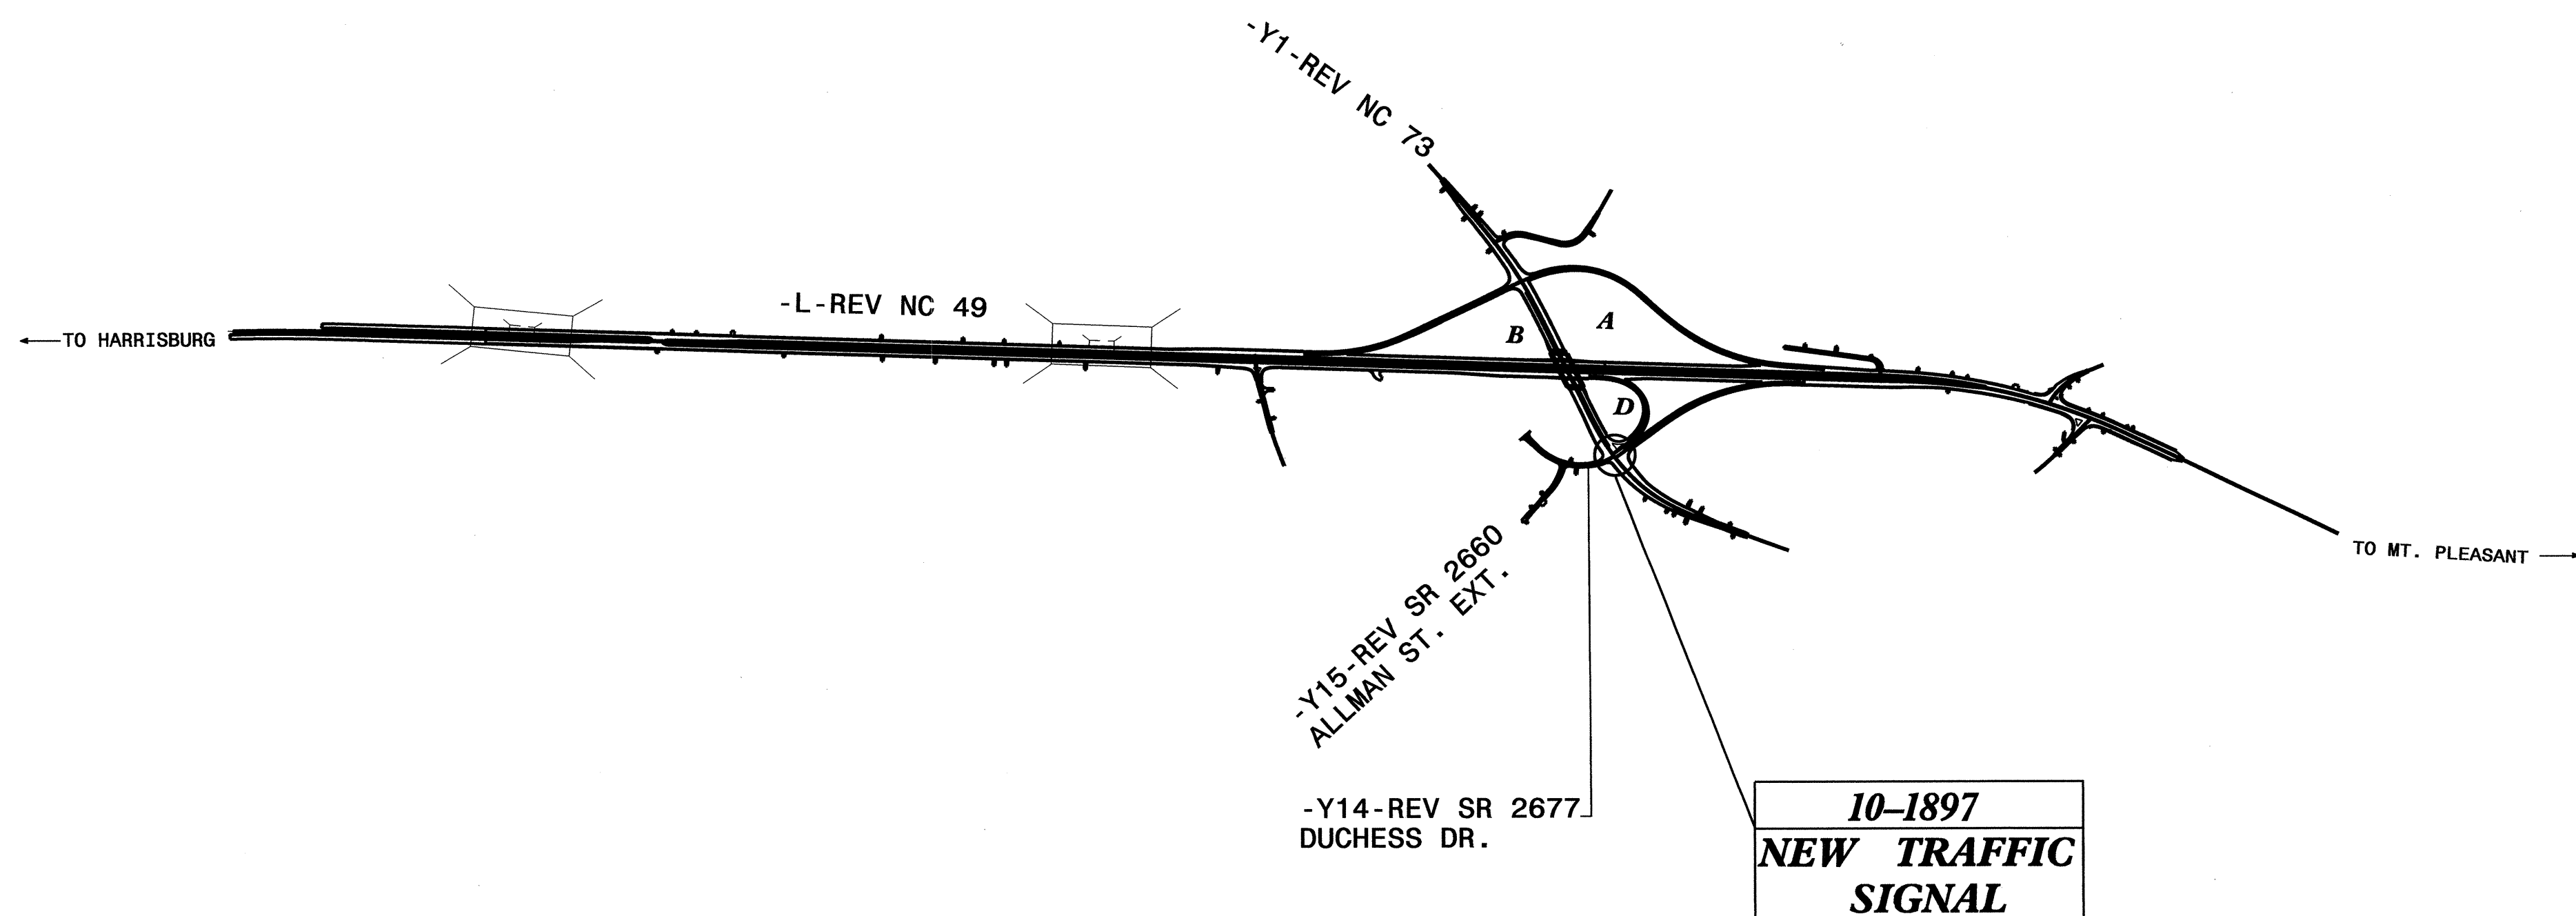 -Y1-REV NC 73
-L-REV NC 49
TO HARRISBURG
A
B
D
TO MT. PLEASANT
-Y15-REV SR 2660
ALLMAN ST. EXT.
-Y14-REV SR 2677
DUCHESS DR.
10-1897
NEW TRAFFIC
SIGNAL